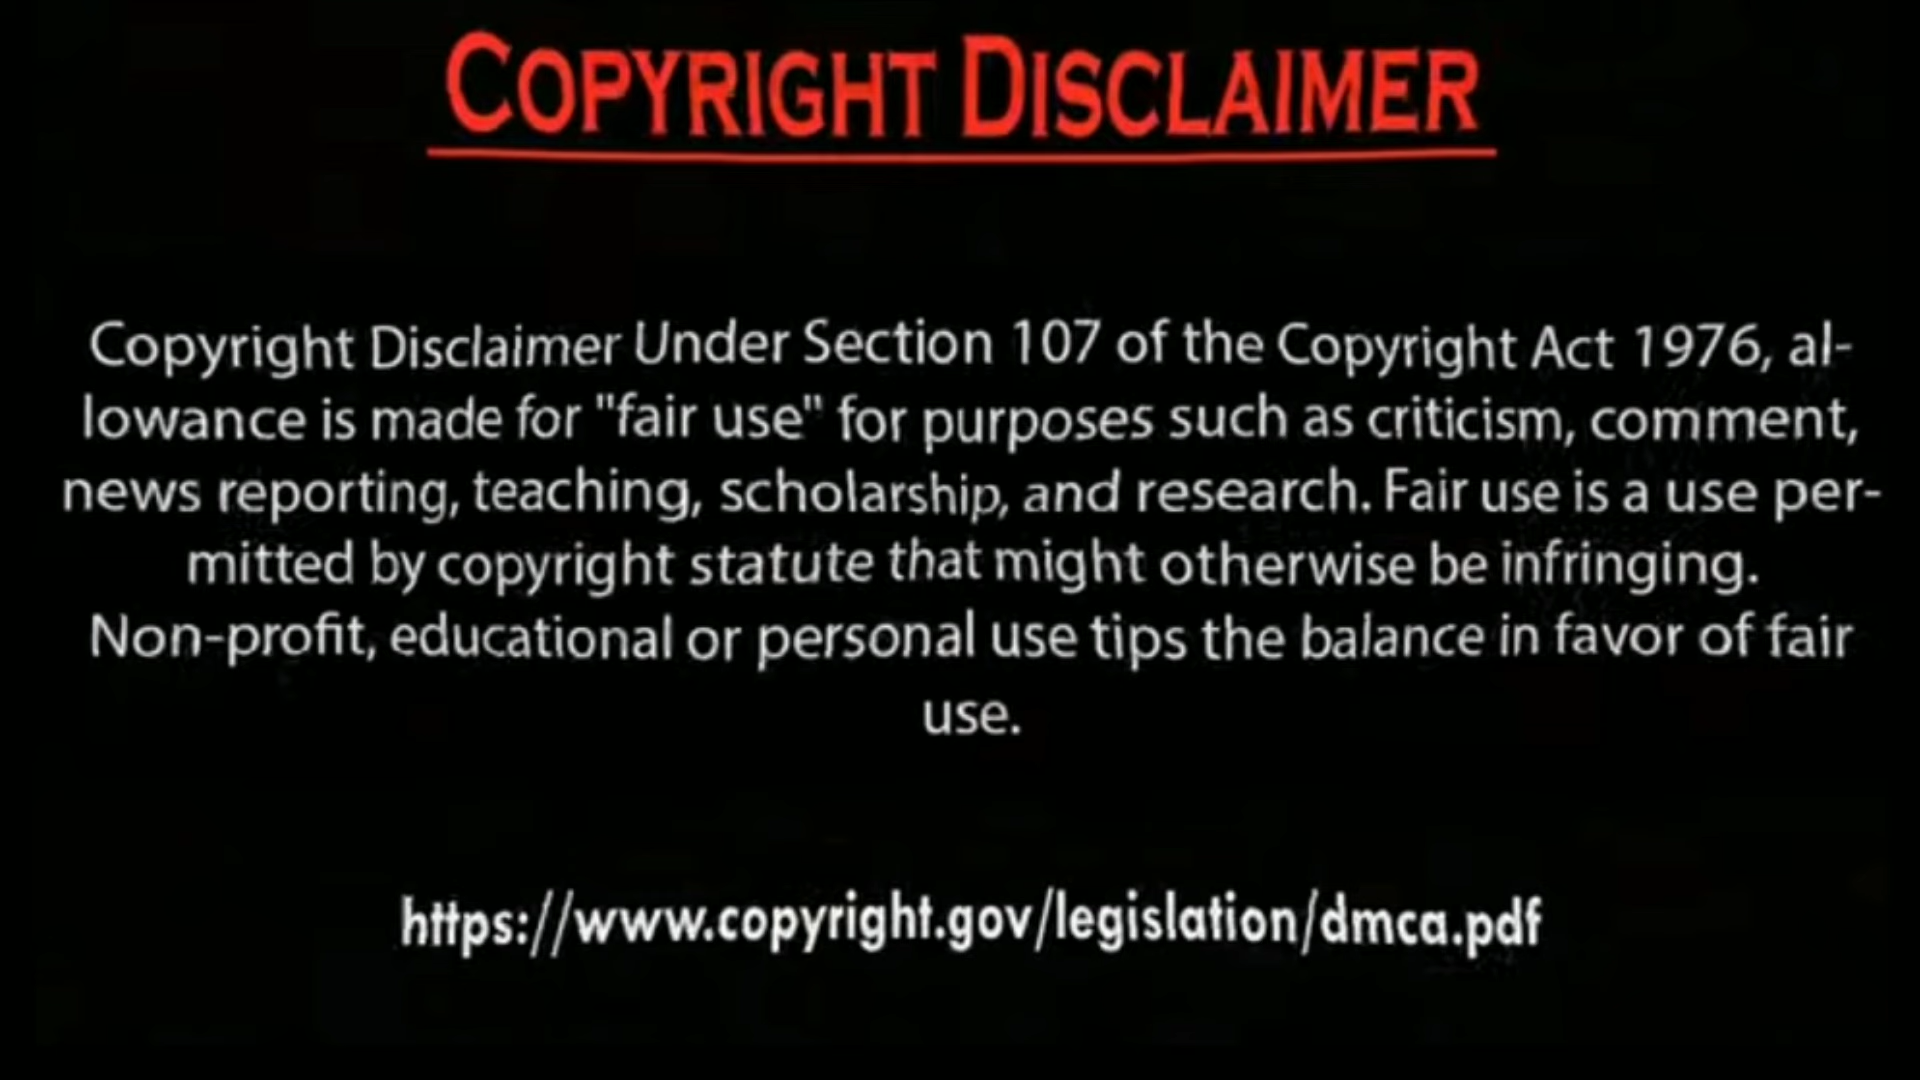 COPYRIGHT DISCLAIMER
Copyright Disclaimer Under Section 107 of the Copyright Act 1976, al-
lowance is made for "fair use" for purposes such as criticism, comment,
news reporting, teaching, scholarship, and research. Fair use is a use per-
mitted by copyright statute that might otherwise be infringing.
Non-profit, educational or personal use tips the balance in favor of fair
use.
https://www.copyright.gov/legislation/dmca.pdf